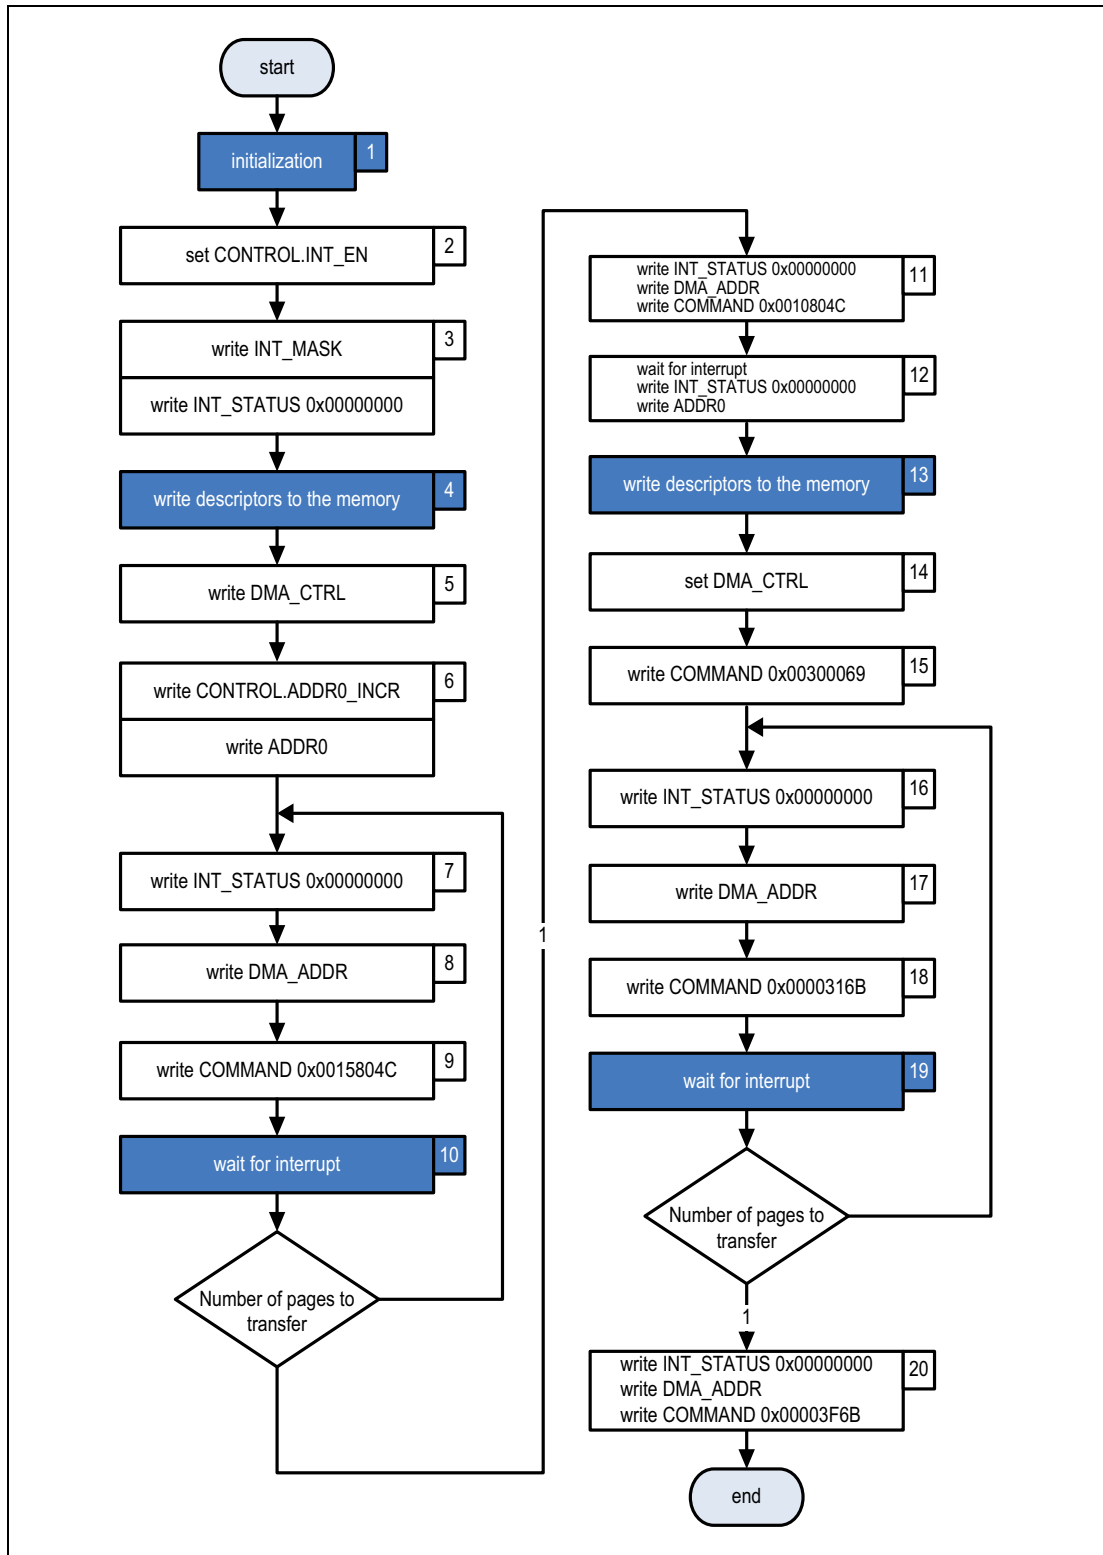 start
initialization
1
set CONTROL.INT_EN
2
write INT_MASK
3
write INT_STATUS 0x00000000
write descriptors to the memory
4
write DMA_CTRL
5
write CONTROL.ADDR0_INCR
6
write ADDR0
write INT_STATUS 0x00000000
7
write DMA_ADDR
8
write COMMAND 0x0015804C
9
wait for interrupt
10
Number of pages to
transfer
1
write INT_STATUS 0x00000000
write DMA_ADDR
write COMMAND 0x0010804C
11
wait for interrupt
write INT_STATUS 0x00000000
write ADDR0
12
write descriptors to the memory
13
set DMA_CTRL
14
write COMMAND 0x00300069
15
write INT_STATUS 0x00000000
16
write DMA_ADDR
17
write COMMAND 0x0000316B
18
wait for interrupt
19
Number of pages to
transfer
1
write INT_STATUS 0x00000000
write DMA_ADDR
write COMMAND 0x00003F6B
20
end